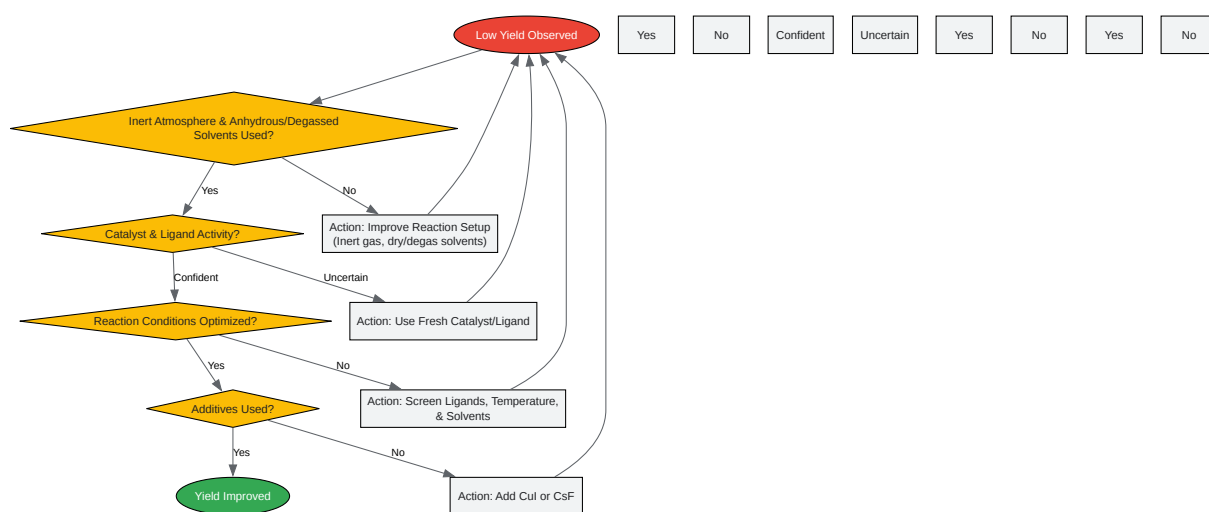 Low Yield Observed
Yes
No
Confident
Uncertain
Yes
No
Yes
No
Inert Atmosphere & Anhydrous/Degassed
Solvents Used?
Yes
No
Catalyst & Ligand Activity?
Action: Improve Reaction Setup
(Inert gas, dry/degas solvents)
Confident
Uncertain
Reaction Conditions Optimized?
Action: Use Fresh Catalyst/Ligand
Yes
No
Additives Used?
Action: Screen Ligands, Temperature,
& Solvents
Yes
No
Yield Improved
Action: Add CuI or CsF